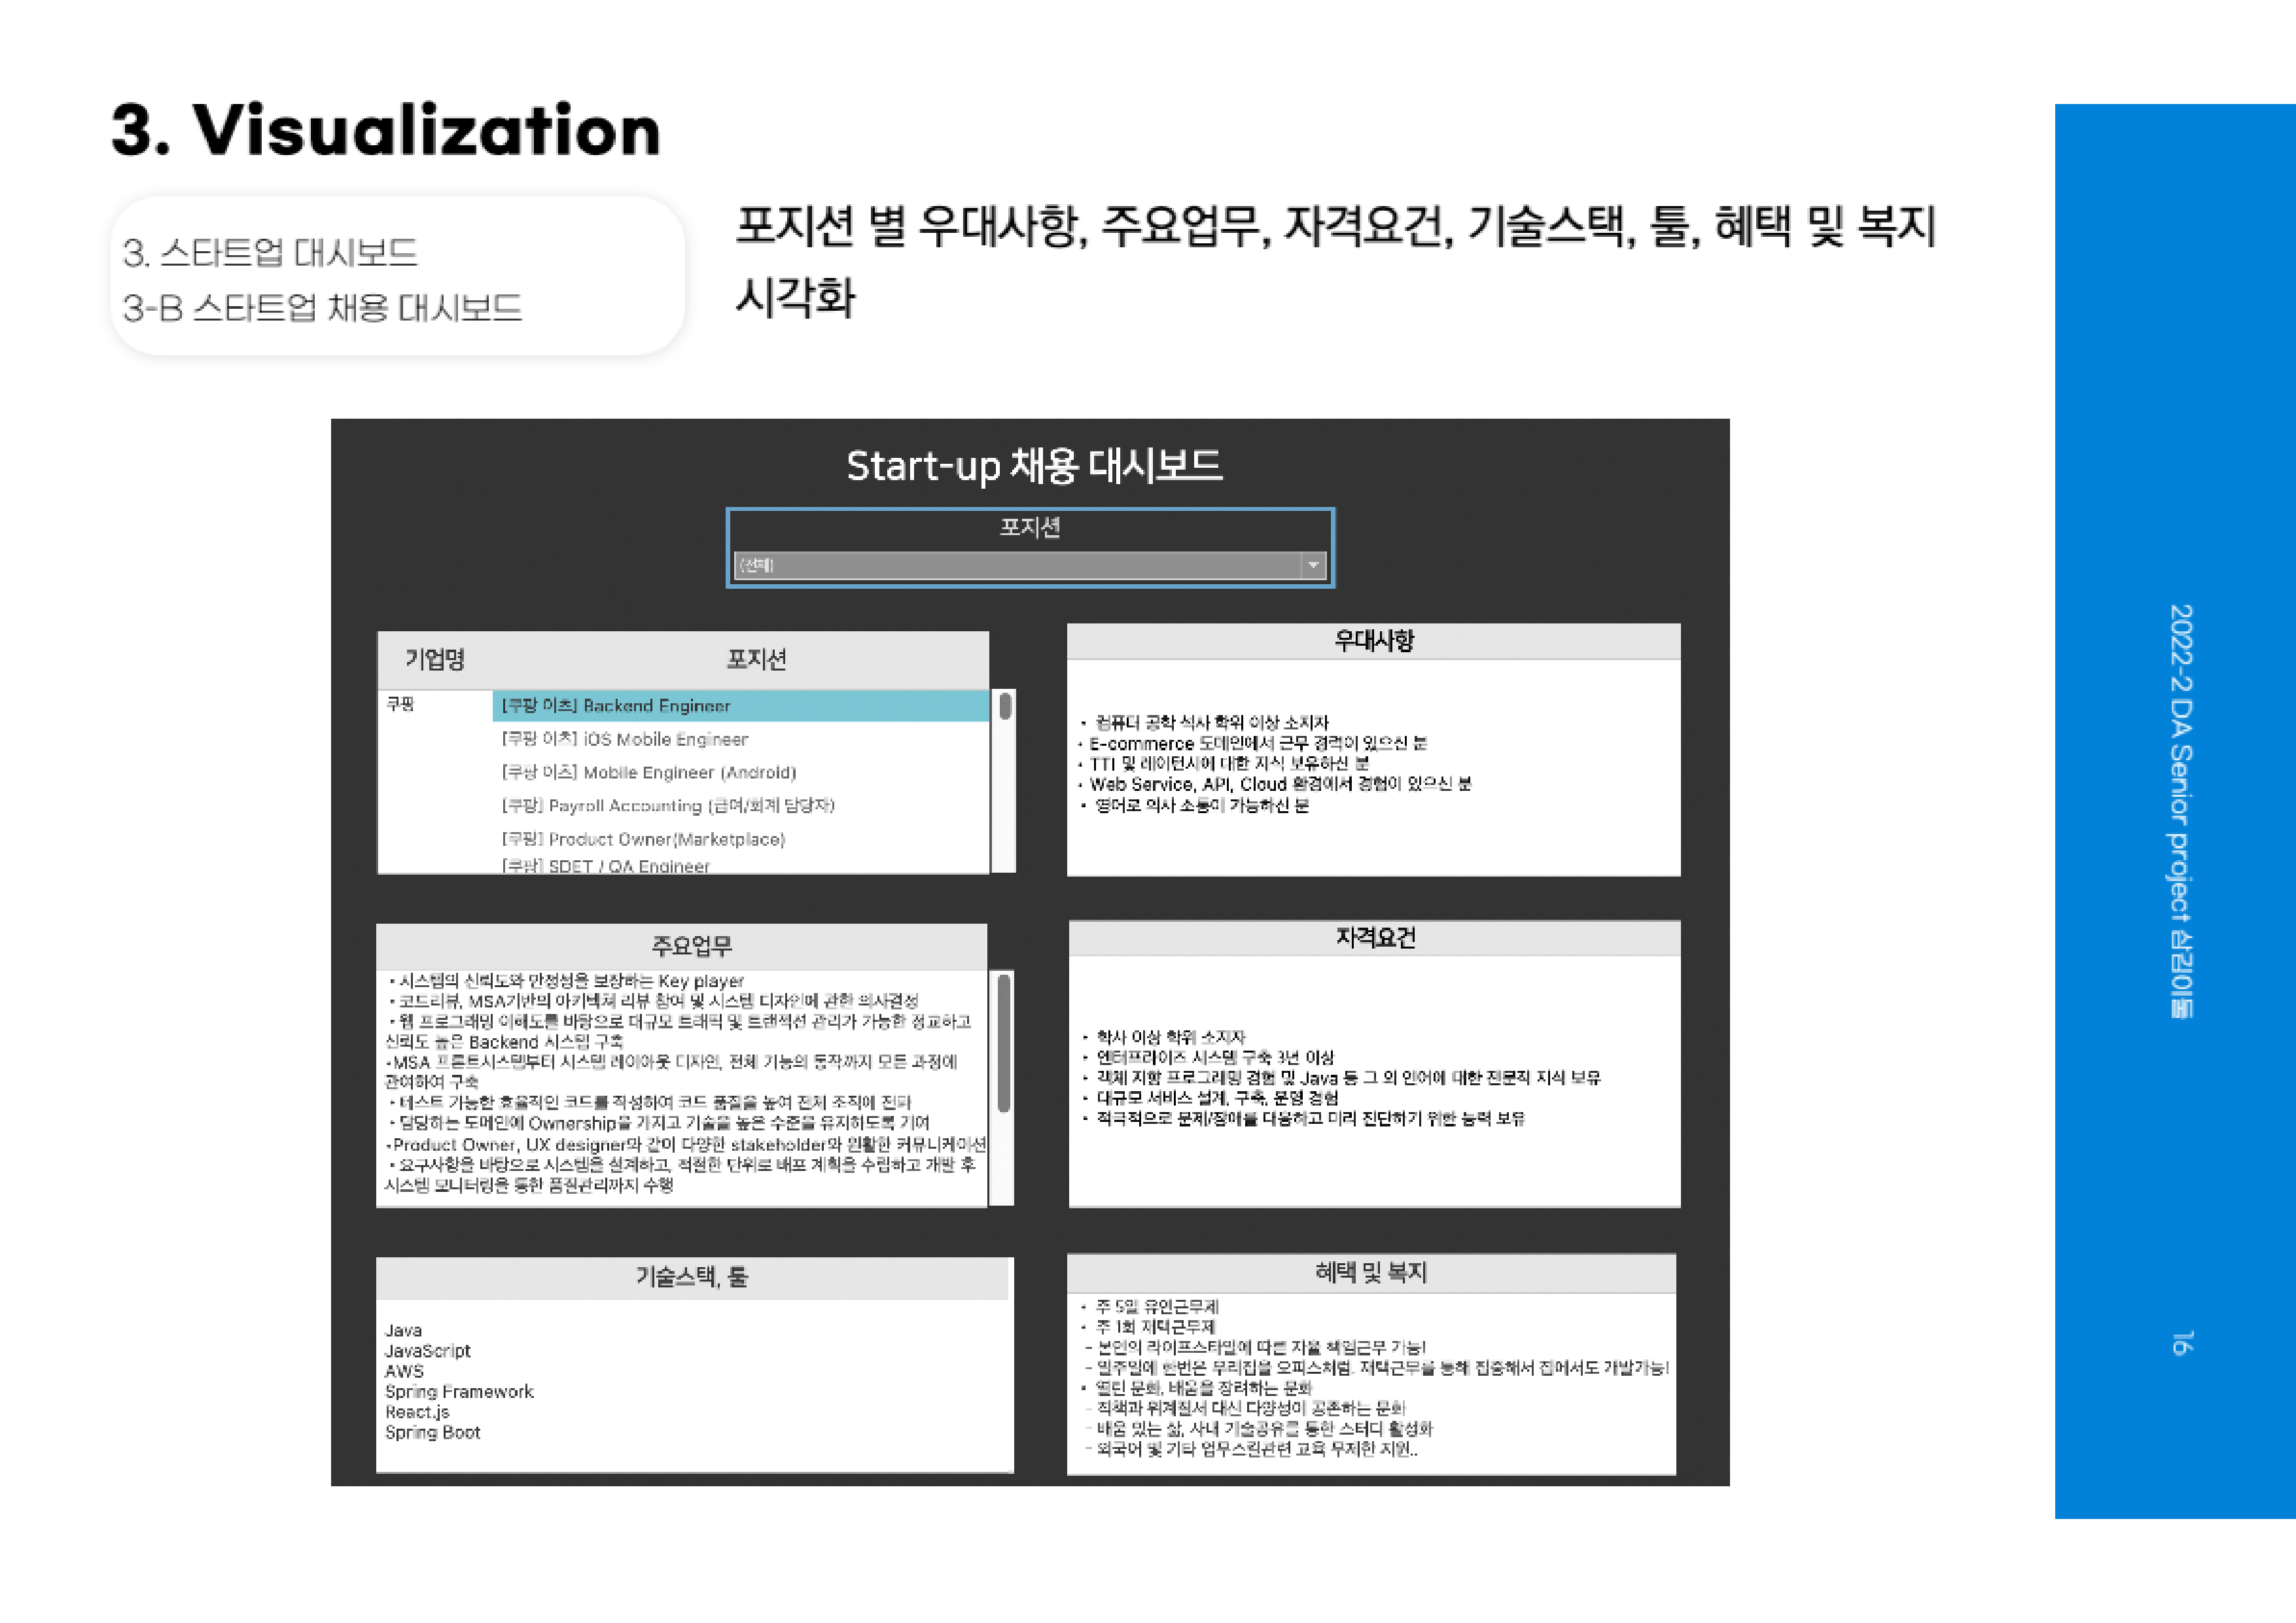 3. Visualization
3. 스타트업 대시보드
3-B 스타트업 채용 대시보드
포지션 별 우대사항, 주요업무, 자격요건, 기술스택, 툴, 혜택 및 복지
시각화
Start-up 채용 대시보드
포지션
(전체)
기업명 포지션
쿠팡 [쿠팡 이츠] Backend Engineer
[쿠팡 이츠] iOS Mobile Engineer
[쿠팡 이츠] Mobile Engineer (Android)
[쿠팡] Payroll Accounting (급여/회계 담당자)
[쿠팡] Product Owner(Marketplace)
[쿠팡] SDET / QA Engineer
우대사항
• 컴퓨터 공학 석사 학위 이상 소지자
• E-commerce 도메인에서 근무 경력이 있으신 분
• TTI 및 레이턴시에 대한 지식 보유하신 분
• Web Service, API, Cloud 환경에서 경험이 있으신 분
• 영어로 의사 소통이 가능하신 분
주요업무
• 시스템의 신뢰도와 안정성을 보장하는 Key player
• 코드리뷰, MSA기반의 아키텍쳐 리뷰 참여 및 시스템 디자인에 관한 의사결정
• 웹 프로그래밍 이해도를 바탕으로 대규모 트래픽 및 트랜잭션 관리가 가능한 정교하고
신뢰도 높은 Backend 시스템 구축
•MSA 프론트시스템부터 시스템 레이아웃 디자인, 전체 기능의 동작까지 모든 과정에
관여하여 구축
• 테스트 가능한 효율적인 코드를 작성하여 코드 품질을 높여 전체 조직에 전파
• 담당하는 도메인에 Ownership을 가지고 기술을 높은 수준을 유지하도록 기여
•Product Owner, UX designer와 같이 다양한 stakeholder와 원활한 커뮤니케이션
• 요구사항을 바탕으로 시스템을 설계하고, 적절한 단위로 배포 계획을 수립하고 개발 후
시스템 모니터링을 통한 품질관리까지 수행
자격요건
• 학사 이상 학위 소지자
• 엔터프라이즈 시스템 구축 3년 이상
• 객체 지향 프로그래밍 경험 및 Java 등 그 외 언어에 대한 전문적 지식 보유
• 대규모 서비스 설계, 구축, 운영 경험
• 적극적으로 문제/장애를 대응하고 미리 진단하기 위한 능력 보유
기술스택, 툴
Java
JavaScript
AWS
Spring Framework
React.js
Spring Boot
혜택 및 복지
• 주 5일 유연근무제
• 주 1회 재택근무제
- 본인의 라이프스타일에 따른 자율 책임근무 가능!
- 일주일에 한번은 우리집을 오피스처럼. 재택근무를 통해 집중해서 집에서도 개발가능!
• 열린 문화, 배움을 장려하는 문화
- 직책과 위계질서 대신 다양성이 공존하는 문화
- 배움 있는 삶, 사내 기술공유를 통한 스터디 활성화
- 외국어 및 기타 업무스킬관련 교육 무제한 지원..
2022-2 DA Senior project 삼김이들
16